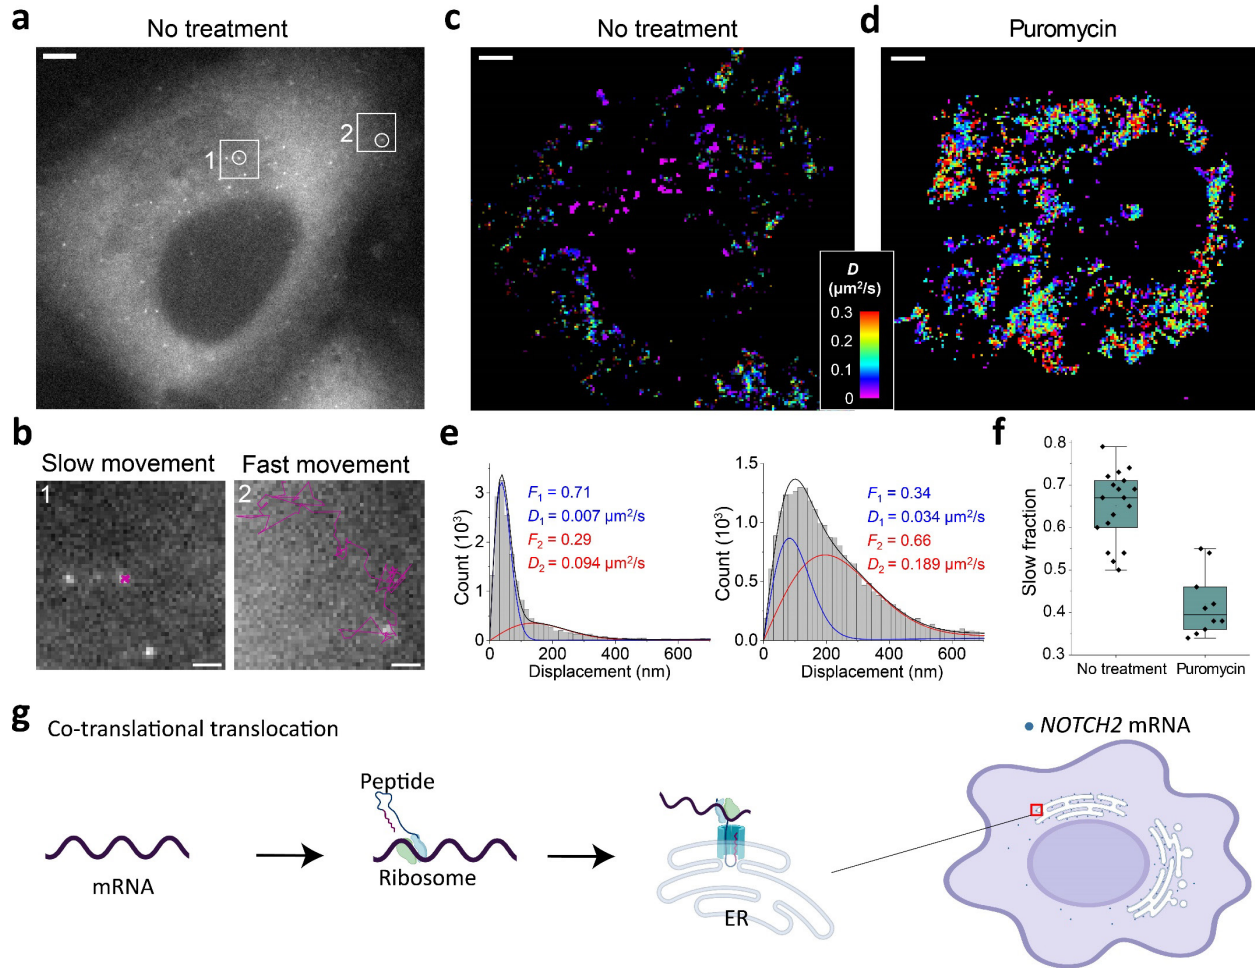 a
No treatment
1
2
c
No treatment
d
Puromycin
D
(µm²/s)
0.3
0.2
0.1
0
b
Slow movement
Fast movement
1
2
e
Count (10³)
3
2
1
0
0
200
400
600
Displacement (nm)
F₁ = 0.71
D₁ = 0.007 µm²/s
F₂ = 0.29
D₂ = 0.094 µm²/s
Count (10³)
1.5
1.0
0.5
0.0
0
200
400
600
Displacement (nm)
F₁ = 0.34
D₁ = 0.034 µm²/s
F₂ = 0.66
D₂ = 0.189 µm²/s
f
Slow fraction
0.8
0.7
0.6
0.5
0.4
0.3
No treatment
Puromycin
g
Co-translational translocation
mRNA
Peptide
Ribosome
ER
NOTCH2 mRNA